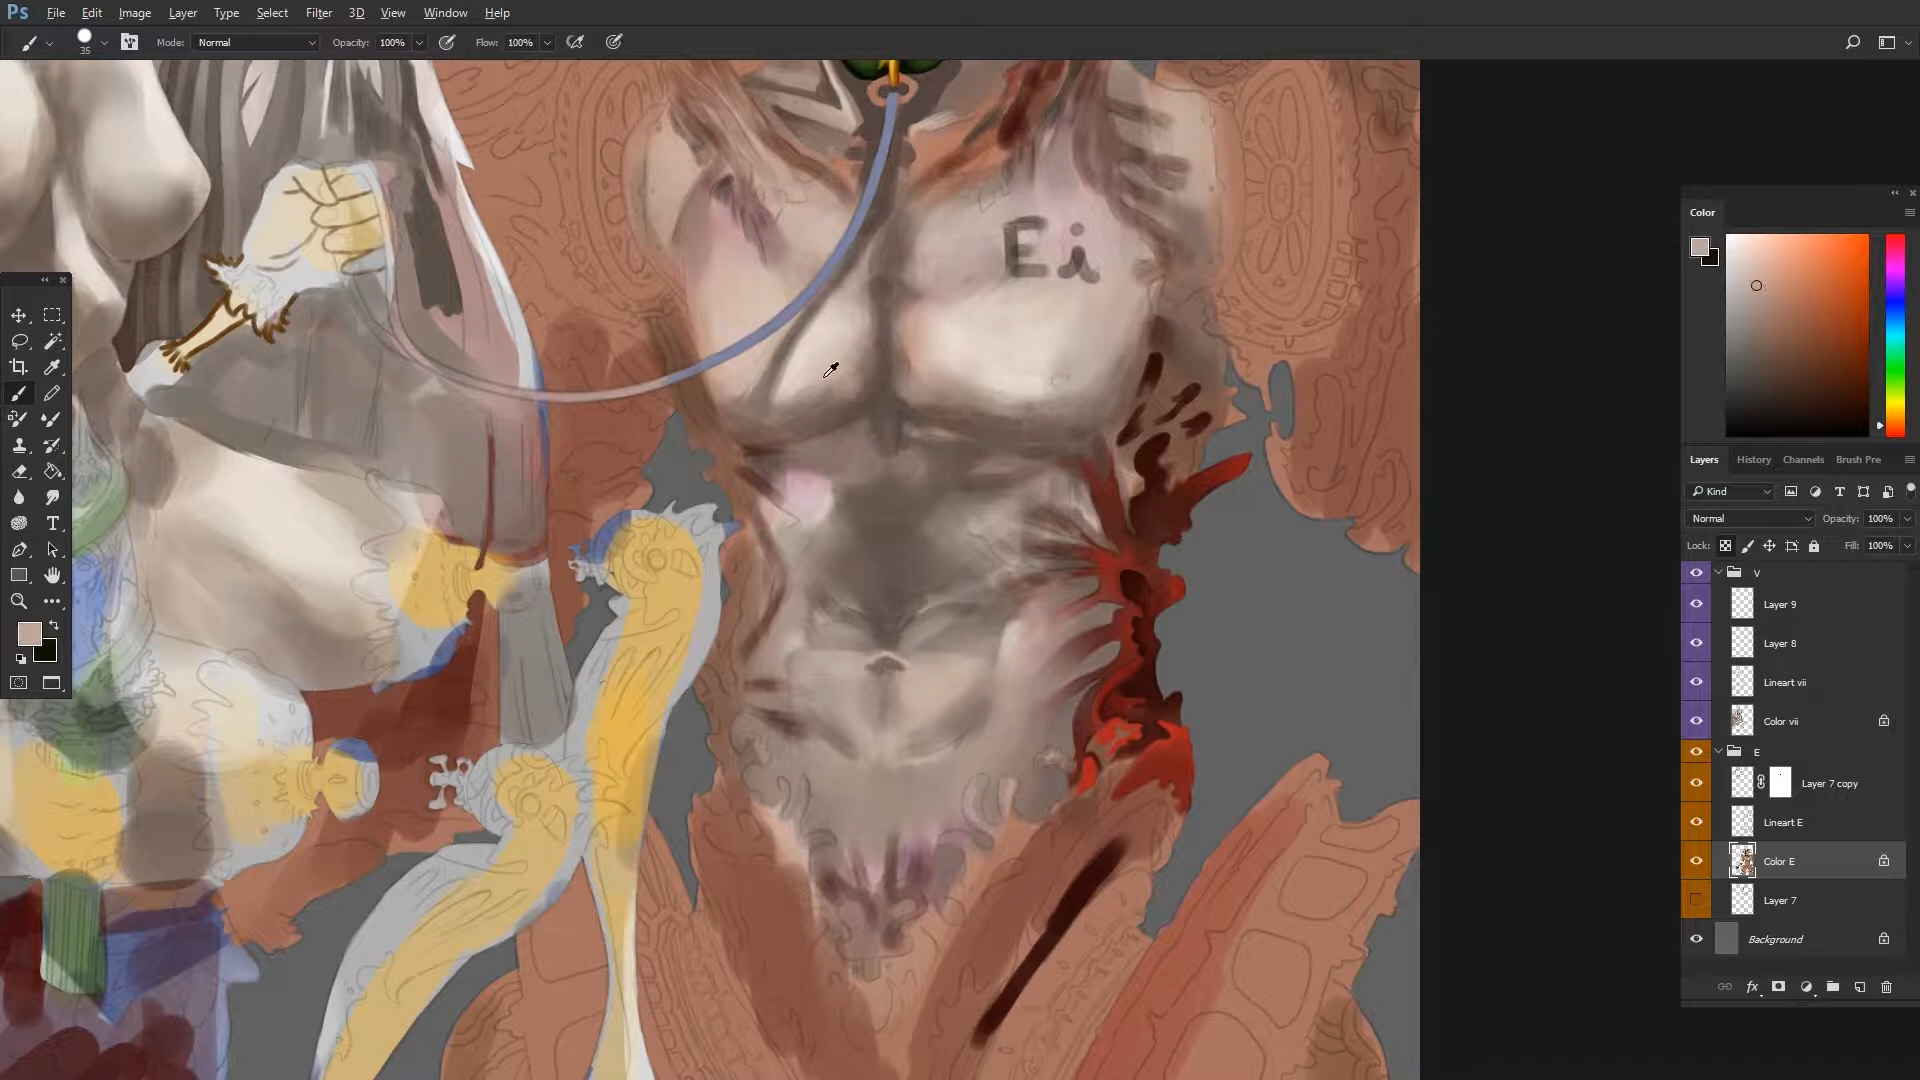 Ps File Edit Image Layer Type Select Filter 3D View Window Help
35 Mode: Normal Opacity: 100% Flow: 100%
Ei
Color
Layers History Channels Brush Pre
Kind
Normal Opacity: 100%
Lock: Fill: 100%
V
Layer 9
Layer 8
Lineart vii
Color vii
E
Layer 7 copy
Lineart E
Color E
Layer 7
Background
fx